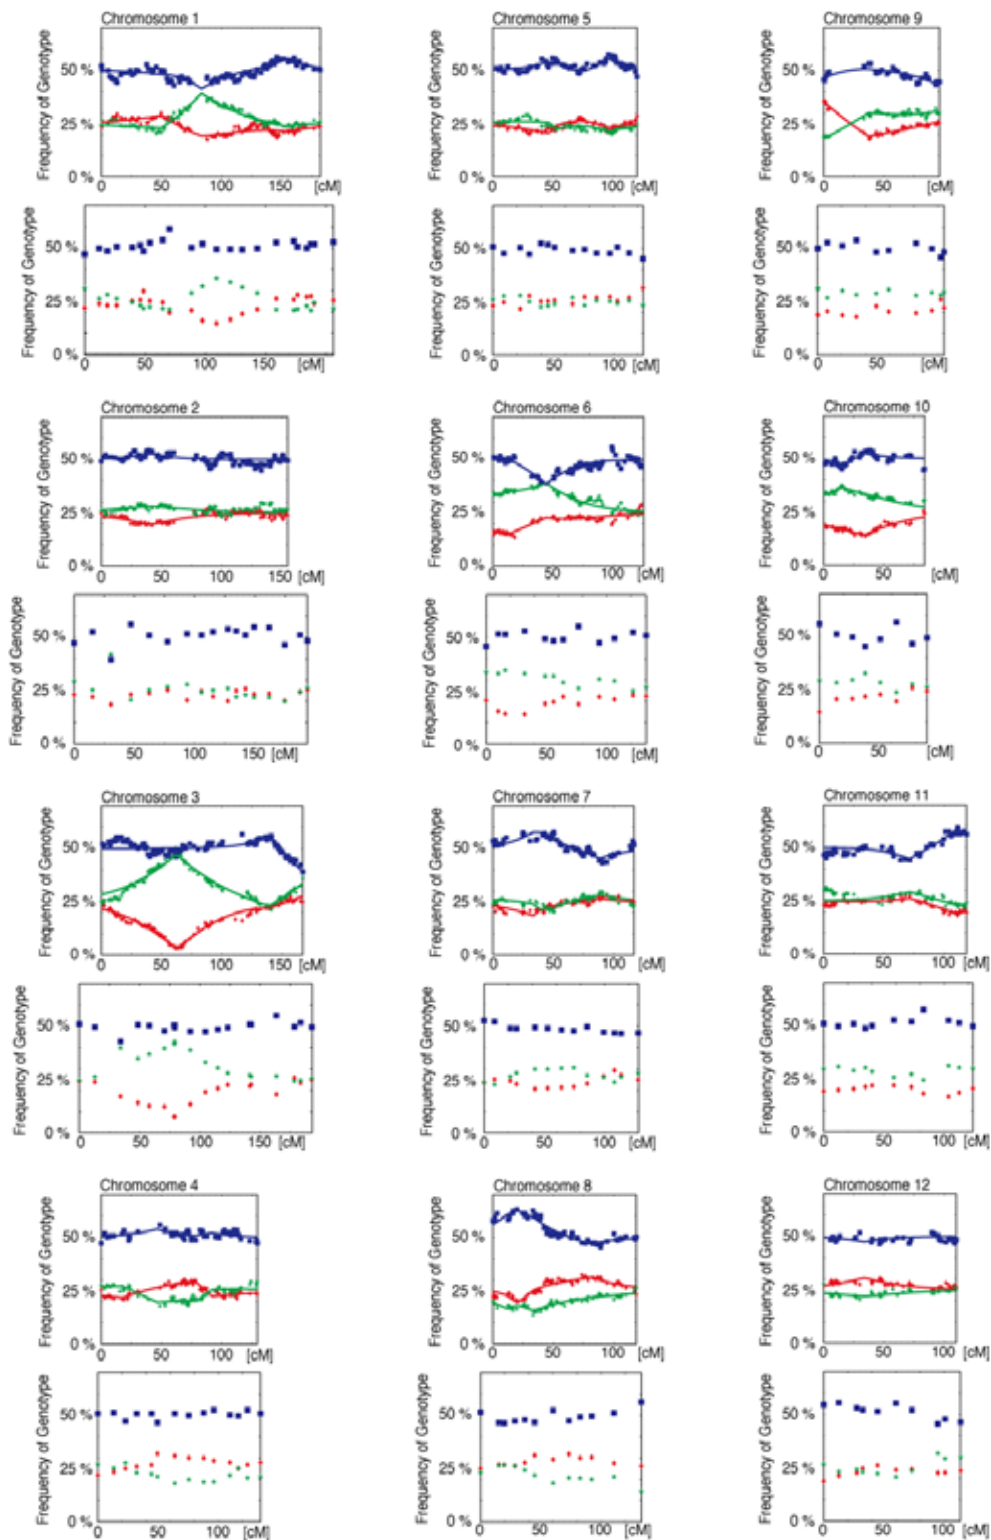 Chromosome 1
Frequency of Genotype
50 %
25 %
0 %
0 50 100 150 [cM]
Frequency of Genotype
50 %
25 %
0 %
0 50 100 150 [cM]
Chromosome 5
Frequency of Genotype
50 %
25 %
0 %
0 50 100 [cM]
Frequency of Genotype
50 %
25 %
0 %
0 50 100 [cM]
Chromosome 9
Frequency of Genotype
50 %
25 %
0 %
0 50 [cM]
Frequency of Genotype
50 %
25 %
0 %
0 50 [cM]
Chromosome 2
Frequency of Genotype
50 %
25 %
0 %
0 50 100 150 [cM]
Frequency of Genotype
50 %
25 %
0 %
50 100 150 [cM]
Chromosome 6
Frequency of Genotype
50 %
25 %
0 %
0 50 100 [cM]
Frequency of Genotype
50 %
25 %
0 %
0 50 100 [cM]
Chromosome 10
Frequency of Genotype
50 %
25 %
0 %
0 50 [cM]
Frequency of Genotype
50 %
25 %
0 %
0 50 [cM]
Chromosome 3
Frequency of Genotype
50 %
25 %
0 %
0 50 100 150 [cM]
Frequency of Genotype
50 %
25 %
0 %
0 50 100 150 [cM]
Chromosome 7
Frequency of Genotype
50 %
25 %
0 %
0 50 100 [cM]
Frequency of Genotype
50 %
25 %
0 %
0 50 100 [cM]
Chromosome 11
Frequency of Genotype
50 %
25 %
0 %
0 50 100 [cM]
Frequency of Genotype
50 %
25 %
0 %
0 50 100 [cM]
Chromosome 4
Frequency of Genotype
50 %
25 %
0 %
0 50 100 [cM]
Frequency of Genotype
50 %
25 %
0 %
0 50 100 [cM]
Chromosome 8
Frequency of Genotype
50 %
25 %
0 %
0 50 100 [cM]
Frequency of Genotype
50 %
25 %
0 %
0 50 100 [cM]
Chromosome 12
Frequency of Genotype
50 %
25 %
0 %
0 50 100 [cM]
Frequency of Genotype
50 %
25 %
0 %
0 50 100 [cM]